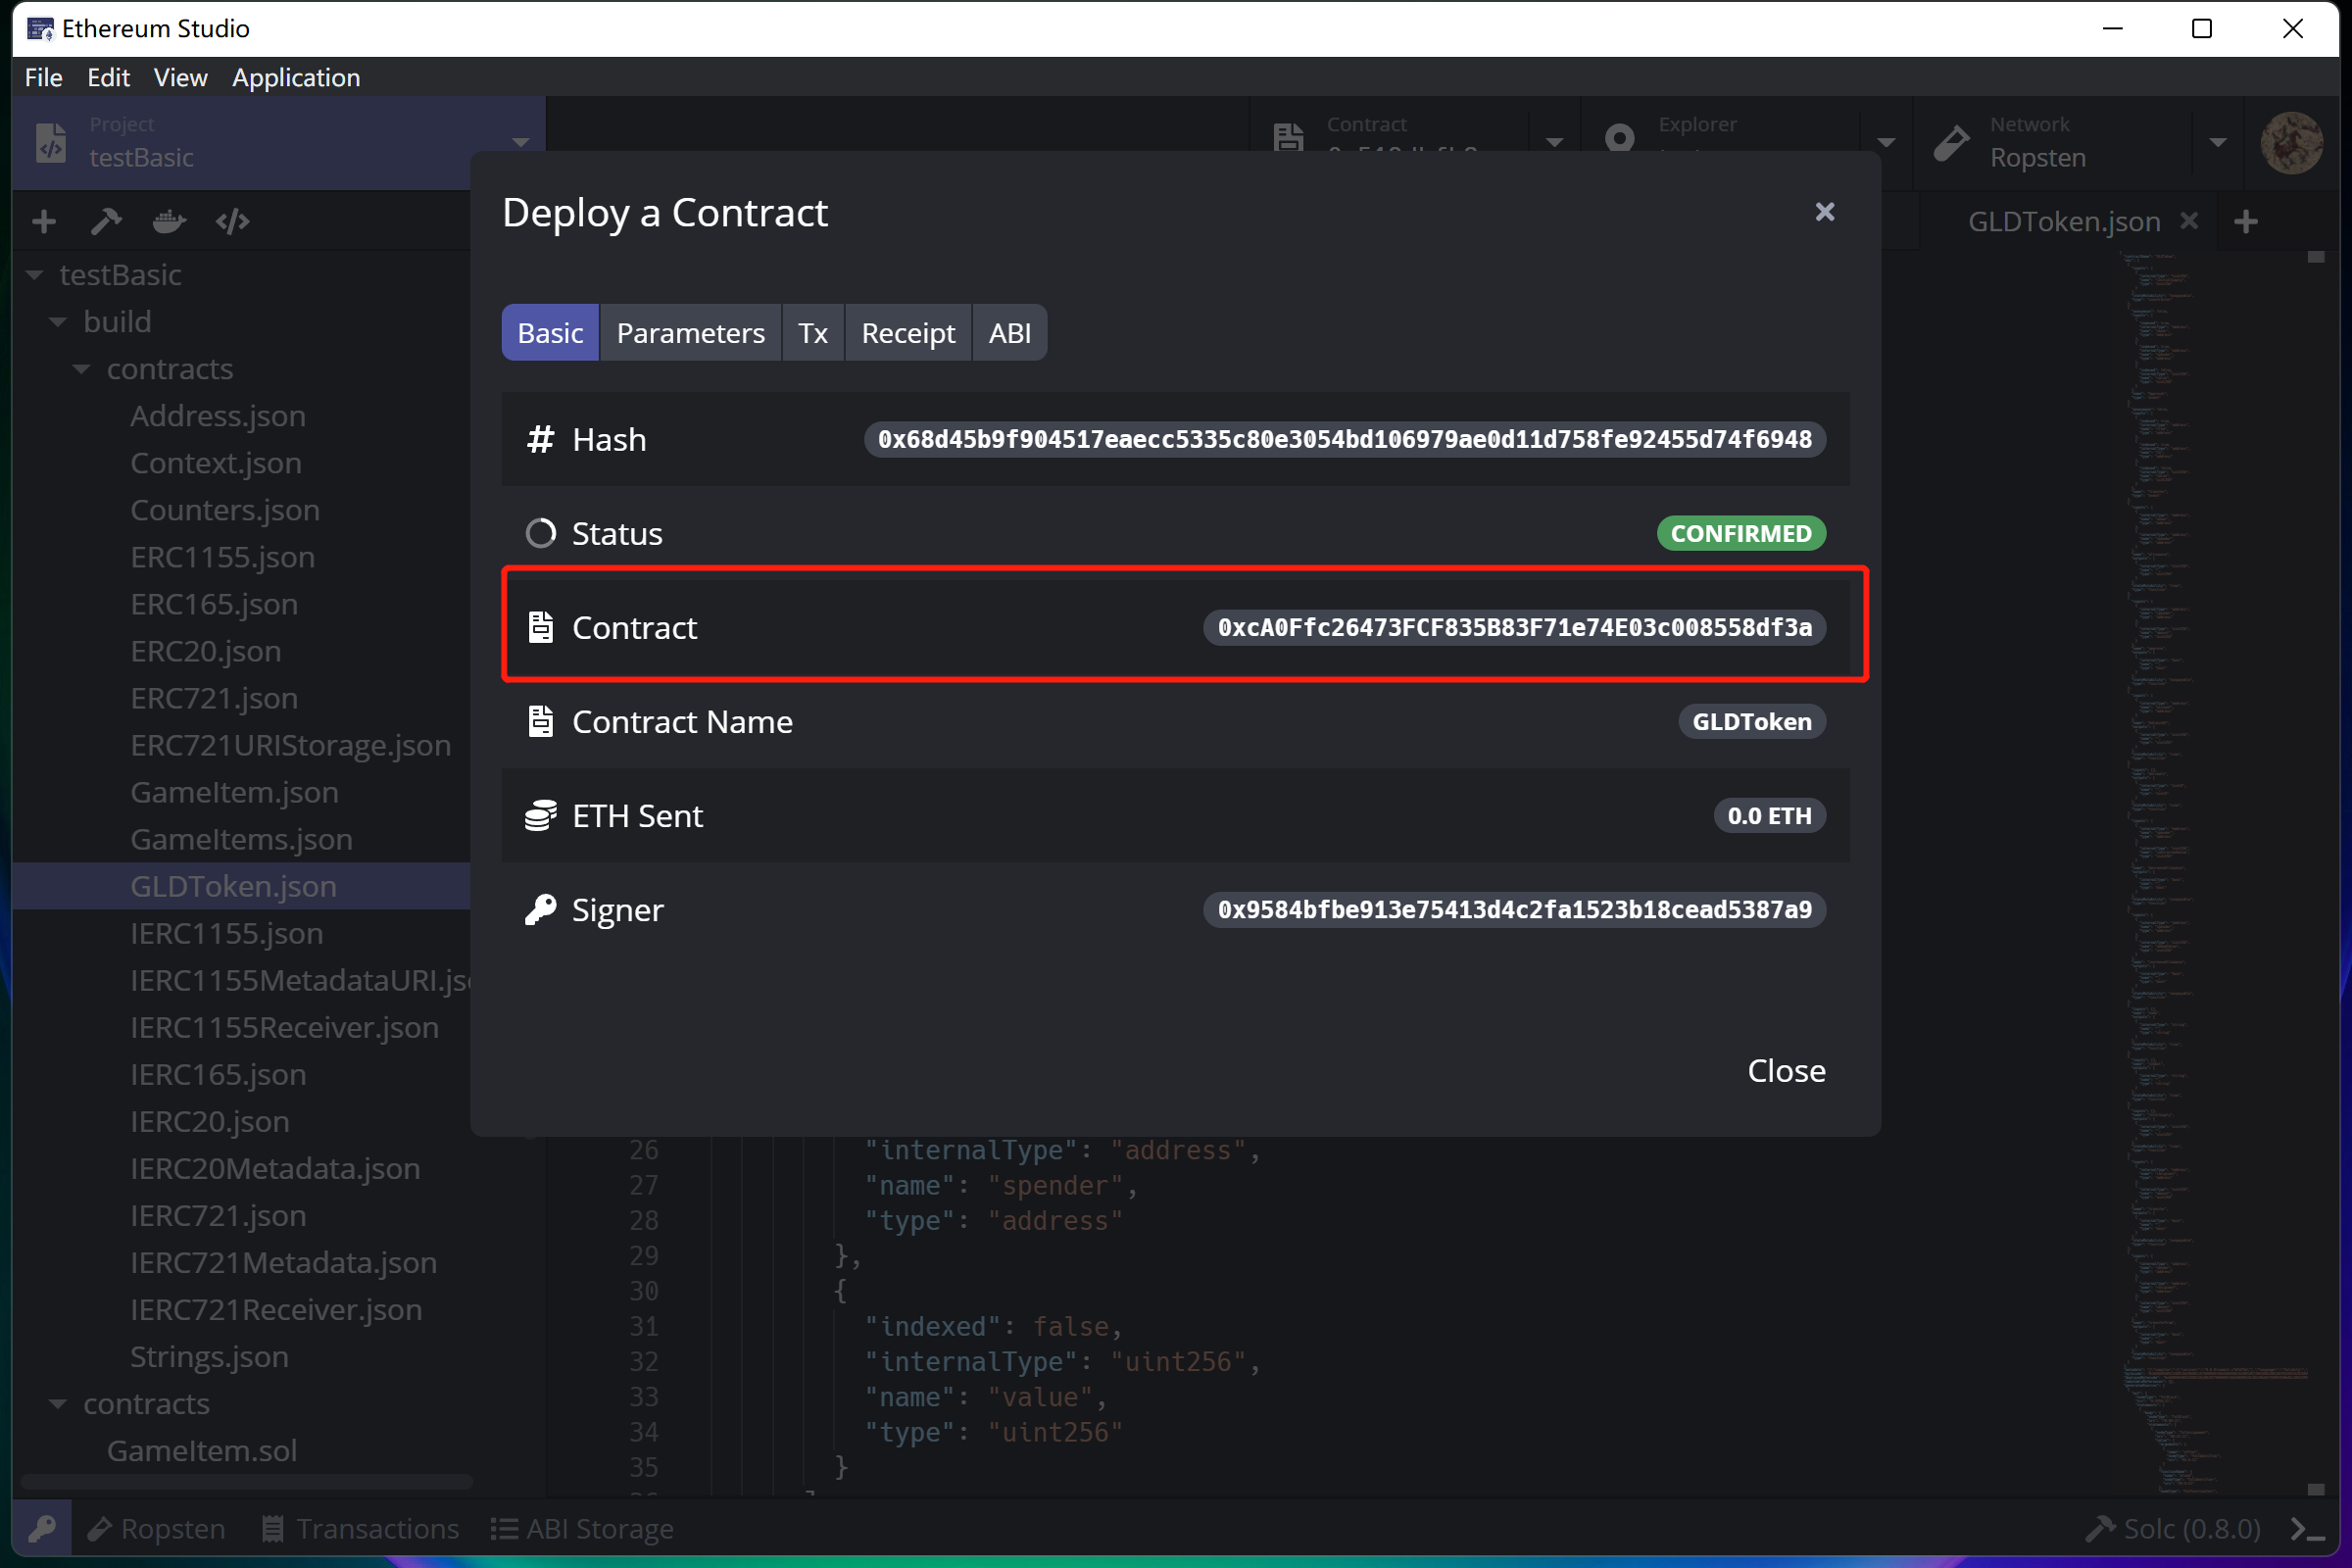 Ethereum Studio
File Edit View Application
Project
testBasic
Contract
Explorer
Network
Ropsten
GLDToken.json
testBasic
build
contracts
Address.json
Context.json
Counters.json
ERC1155.json
ERC165.json
ERC20.json
ERC721.json
ERC721URIStorage.json
GameItem.json
GameItems.json
GLDToken.json
IERC1155.json
IERC1155MetadataURI.js
IERC1155Receiver.json
IERC165.json
IERC20.json
IERC20Metadata.json
IERC721.json
IERC721Metadata.json
IERC721Receiver.json
Strings.json
contracts
GameItem.sol
Deploy a Contract
Basic Parameters Tx Receipt ABI
# Hash 0x68d45b9f904517eaecc5335c80e3054bd106979ae0d11d758fe92455d74f6948
Status CONFIRMED
Contract 0xcA0Ffc26473FCF835B83F71e74E03c008558df3a
Contract Name GLDToken
ETH Sent 0.0 ETH
Signer 0x9584bfbe913e75413d4c2fa1523b18cead5387a9
Close
26 "internalType": "address",
27 "name": "spender",
28 "type": "address"
29 },
30 {
31 "indexed": false,
32 "internalType": "uint256",
33 "name": "value",
34 "type": "uint256"
35 }
Ropsten Transactions ABI Storage Solc (0.8.0)